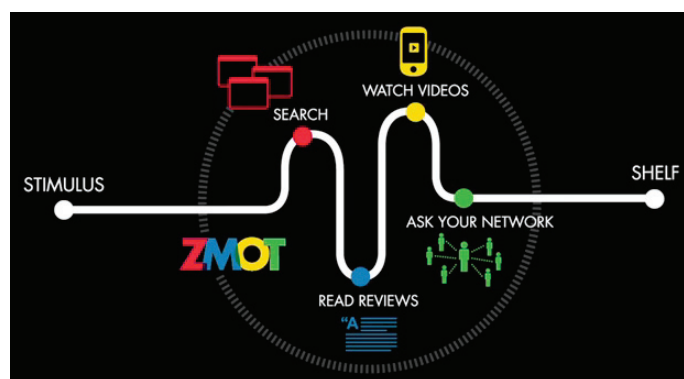 STIMULUS
SEARCH
WATCH VIDEOS
SHELF
ASK YOUR NETWORK
ZMOT
READ REVIEWS
“A